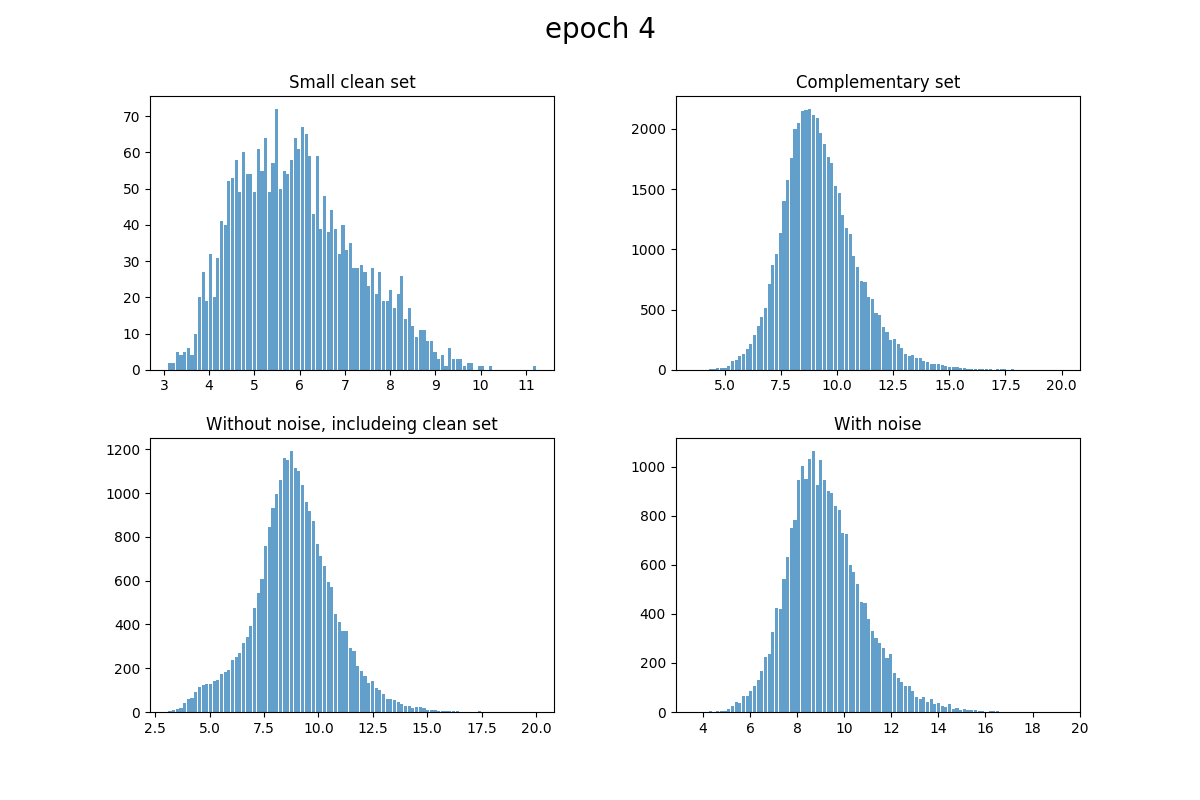 epoch 4
Small clean set
70
60
50
40
30
20
10
0
3 4 5 6 7 8 9 10 11
Complementary set
2000
1500
1000
500
0
5.0 7.5 10.0 12.5 15.0 17.5 20.0
Without noise, includeing clean set
1200
1000
800
600
400
200
0
2.5 5.0 7.5 10.0 12.5 15.0 17.5 20.0
With noise
1000
800
600
400
200
0
4 6 8 10 12 14 16 18 20